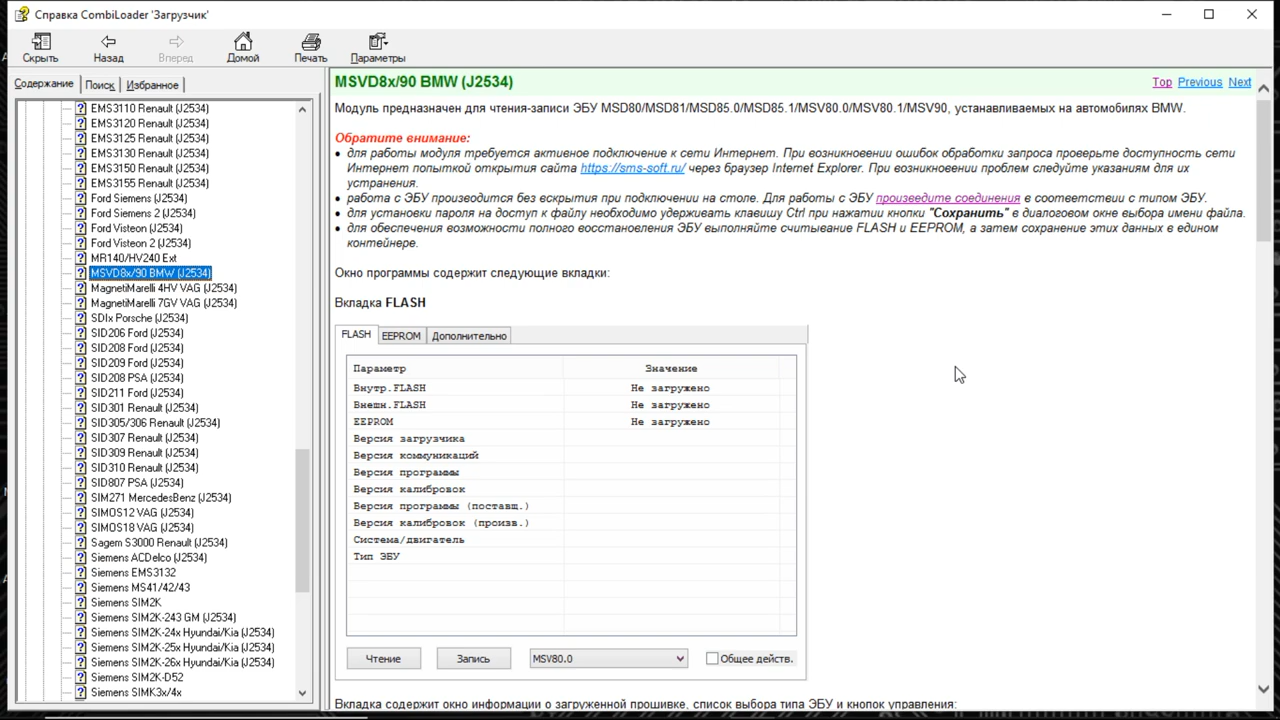 Справка CombiLoader 'Загрузчик'
Скрыть Назад Вперед Домой Печать Параметры
Содержание Поиск Избранное
EMS3110 Renault (J2534)
EMS3120 Renault (J2534)
EMS3125 Renault (J2534)
EMS3130 Renault (J2534)
EMS3150 Renault (J2534)
EMS3155 Renault (J2534)
Ford Siemens (J2534)
Ford Siemens 2 (J2534)
Ford Visteon (J2534)
Ford Visteon 2 (J2534)
MR140/HV240 Ext
MSVD8x/90 BMW (J2534)
MagnetiMarelli 4HV VAG (J2534)
MagnetiMarelli 7GV VAG (J2534)
SDIx Porsche (J2534)
SID206 Ford (J2534)
SID208 Ford (J2534)
SID209 Ford (J2534)
SID208 PSA (J2534)
SID211 Ford (J2534)
SID301 Renault (J2534)
SID305/306 Renault (J2534)
SID307 Renault (J2534)
SID309 Renault (J2534)
SID310 Renault (J2534)
SID807 PSA (J2534)
SIM271 MercedesBenz (J2534)
SIMOS12 VAG (J2534)
SIMOS18 VAG (J2534)
Sagem S3000 Renault (J2534)
Siemens ACDelco (J2534)
Siemens EMS3132
Siemens MS41/42/43
Siemens SIM2K
Siemens SIM2K-243 GM (J2534)
Siemens SIM2K-24x Hyundai/Kia (J2534)
Siemens SIM2K-25x Hyundai/Kia (J2534)
Siemens SIM2K-26x Hyundai/Kia (J2534)
Siemens SIM2K-D52
Siemens SIMK3x/4x
MSVD8x/90 BMW (J2534)
Top Previous Next
Модуль предназначен для чтения-записи ЭБУ MSD80/MSD81/MSD85.0/MSD85.1/MSV80.0/MSV80.1/MSV90, устанавливаемых на автомобилях BMW.
Обратите внимание:
• для работы модуля требуется активное подключение к сети Интернет. При возникновении ошибок обработки запроса проверьте доступность сети
Интернет попыткой открытия сайта https://sms-soft.ru/ через браузер Internet Explorer. При возникновении проблем следуйте указаниям для их
устранения.
• работа с ЭБУ производится без вскрытия при подключении на столе. Для работы с ЭБУ произведите соединения в соответствии с типом ЭБУ.
• для установки пароля на доступ к файлу необходимо удерживать клавишу Ctrl при нажатии кнопки "Сохранить" в диалоговом окне выбора имени файла.
• для обеспечения возможности полного восстановления ЭБУ выполняйте считывание FLASH и EEPROM, а затем сохранение этих данных в едином
контейнере.
Окно программы содержит следующие вкладки:
Вкладка FLASH
FLASH EEPROM Дополнительно
Параметр Значение
Внутр.FLASH Не загружено
Внешн.FLASH Не загружено
EEPROM Не загружено
Версия загрузчика
Версия коммуникаций
Версия программы
Версия калибровок
Версия программы (поставщ.)
Версия калибровок (произв.)
Система/двигатель
Тип ЭБУ
Чтение Запись MSV80.0 Общее действ.
Вкладка содержит окно информации о загруженной прошивке, список выбора типа ЭБУ и кнопок управления: